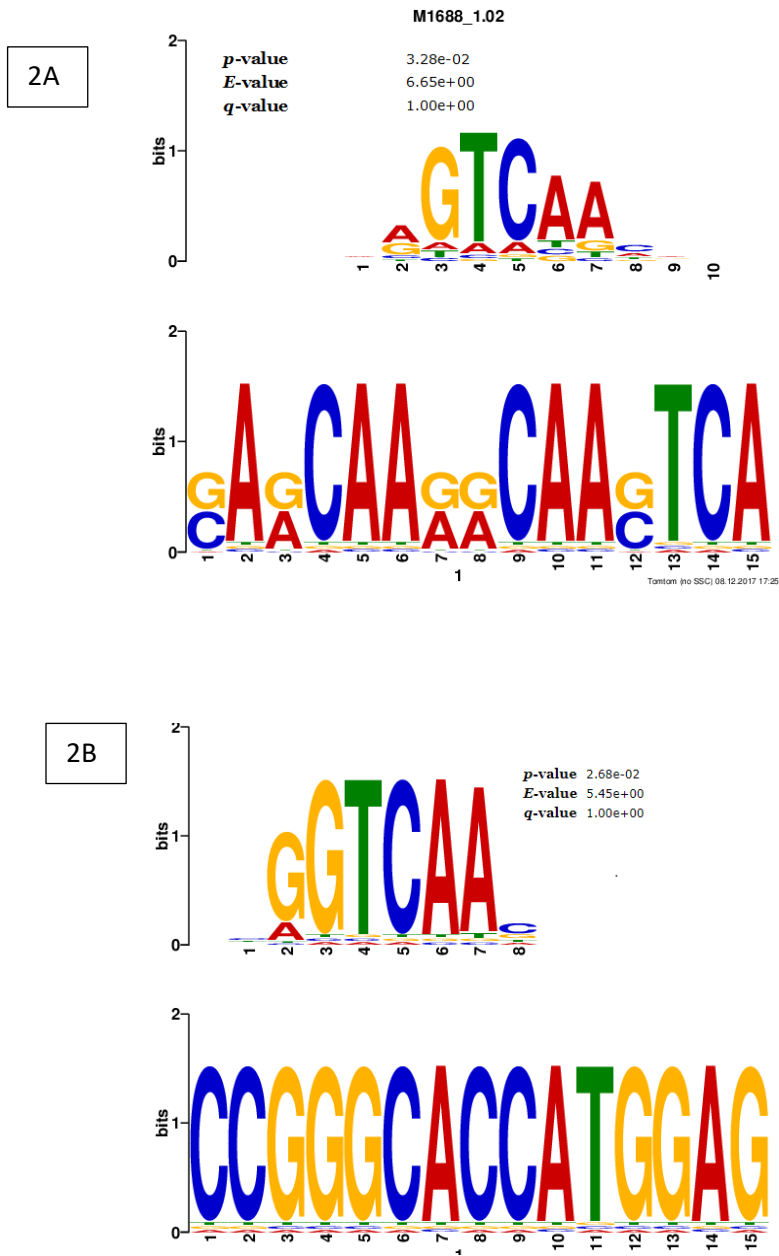 M1688_1.02
2A
p-value 3.28e-02
E-value 6.65e+00
q-value 1.00e+00
2
bits
1
0
GTCAA
1 2 3 4 5 6 7 8 9 10
2
bits
1
0
GAGCAAGGCAAGTCA
CAAACTCA
1 2 3 4 5 6 7 8 9 10 11 12 13 14 15
1
Tomtom (no SSC) 08.12.2017 17:25
2B
p-value 2.68e-02
E-value 5.45e+00
q-value 1.00e+00
2
bits
1
0
GGTCAAC
1 2 3 4 5 6 7 8
2
bits
1
0
CCGGGCACCATGGAG
1 2 3 4 5 6 7 8 9 10 11 12 13 14 15
1